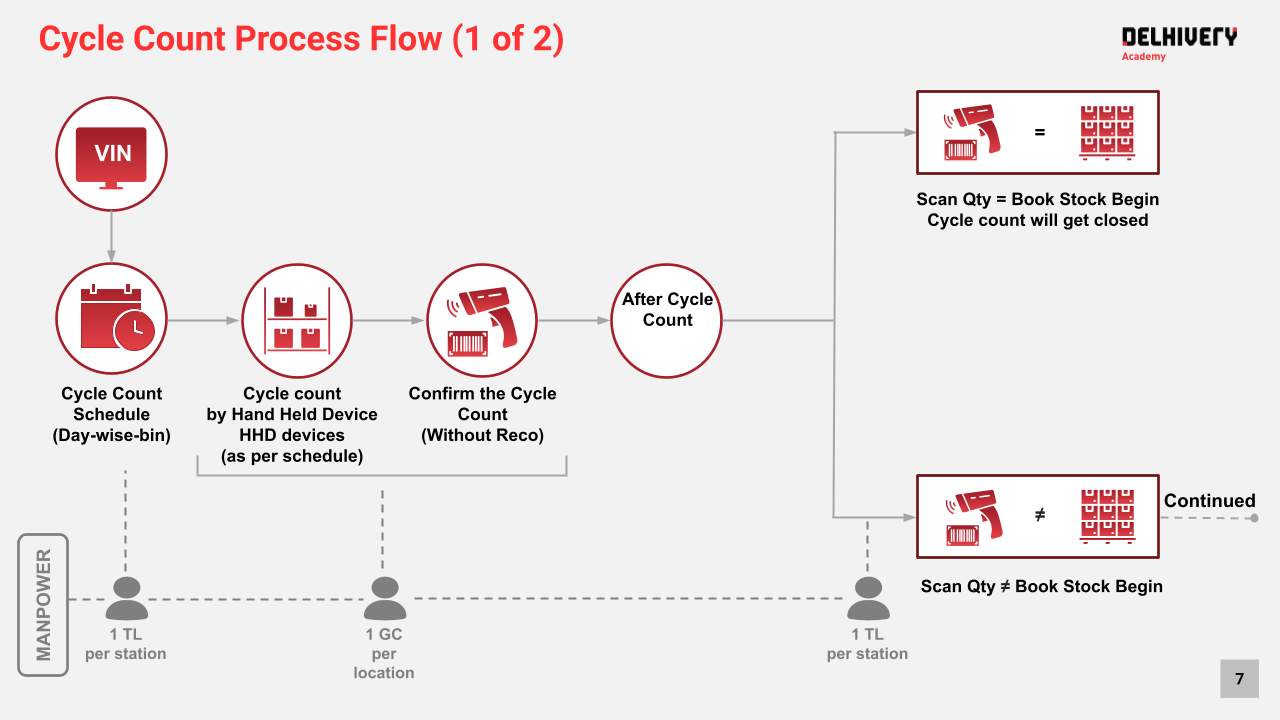 Cycle Count Process Flow (1 of 2)
DELHIVERY
Academy
VIN
=
Scan Qty = Book Stock Begin
Cycle count will get closed
After Cycle
Count
Cycle Count
Schedule
(Day-wise-bin)
Cycle count
by Hand Held Device
HHD devices
(as per schedule)
Confirm the Cycle
Count
(Without Reco)
≠
Continued
Scan Qty ≠ Book Stock Begin
MANPOWER
1 TL
per station
1 GC
per
location
1 TL
per station
7